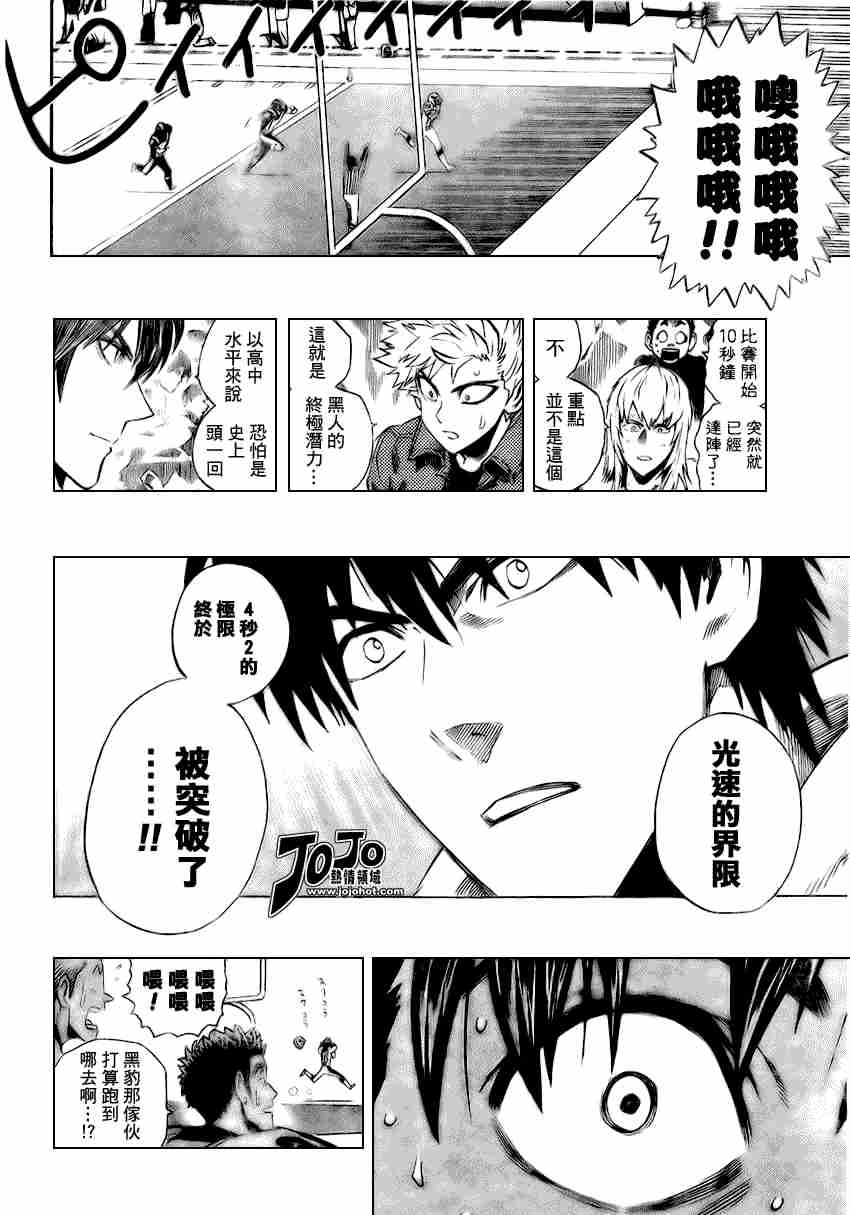 ピイイイイイイ
噢哦哦哦
哦哦哦!!
比賽開始
10秒鐘
突然就
已經
達陣了…
不
重點
並不是這個
這就是
黑人的
終極潛力…
以高中
水平來說
恐怕是
史上
頭一回
光速的界限
4秒2的
極限
終於
被突破了
……!!
JOJO
熱情領域
www.jojohot.com
喂喂
喂喂
喂!
黑豹那傢伙
打算跑到
哪去啊…!?